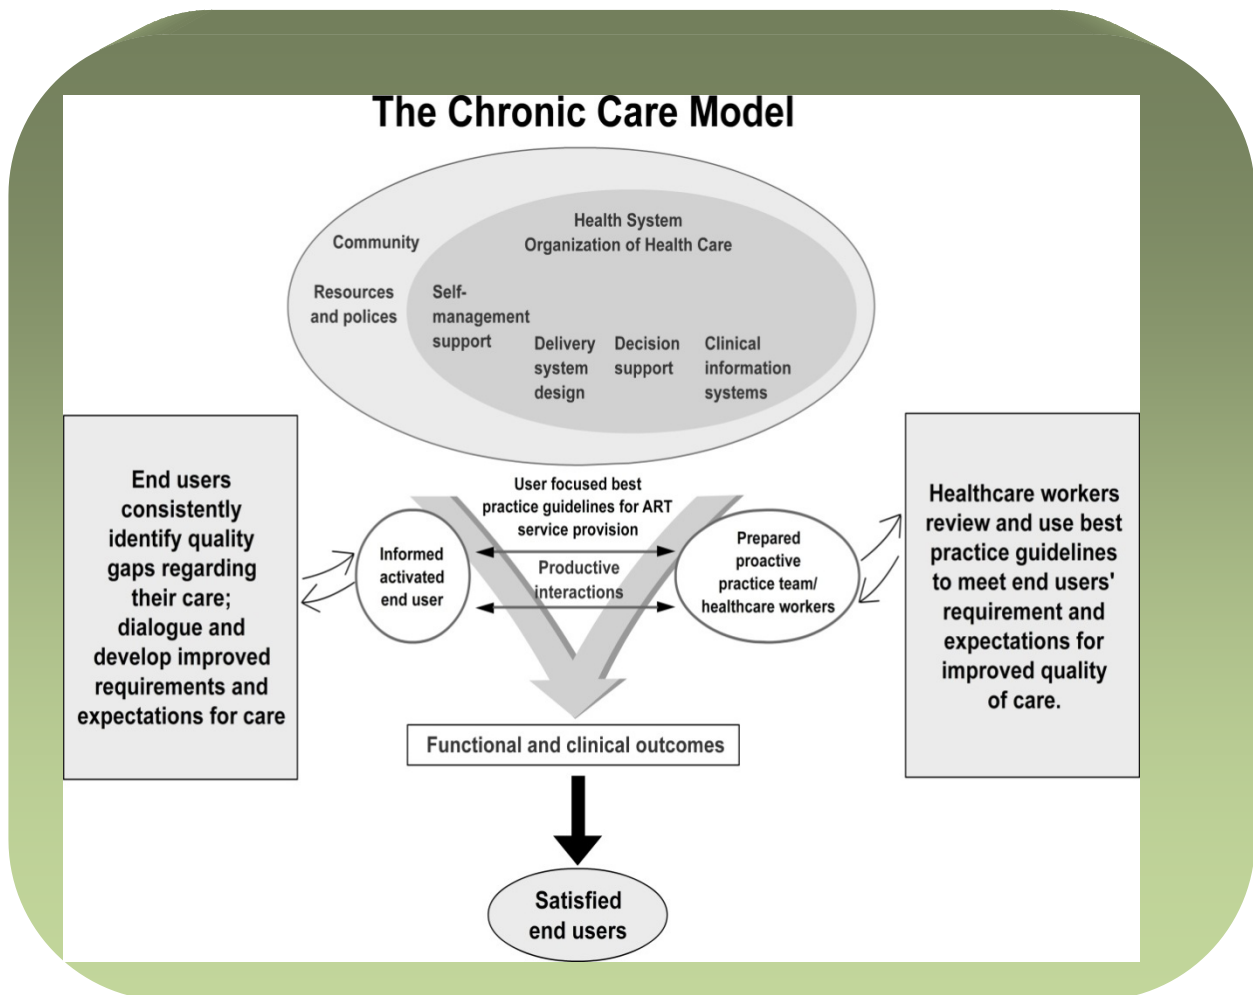 The Chronic Care Model
Health System
Organization of Health Care
Community
Resources
and polices
Self-
management
support
Delivery
system
design
Decision
support
Clinical
information
systems
End users
consistently
identify quality
gaps regarding
their care;
dialogue and
develop improved
requirements and
expectations for care
User focused best
practice guidelines for ART
service provision
Informed
activated
end user
Productive
interactions
Prepared
proactive
practice team/
healthcare workers
Healthcare workers
review and use best
practice guidelines
to meet end users'
requirement and
expectations for
improved quality
of care.
Functional and clinical outcomes
Satisfied
end users